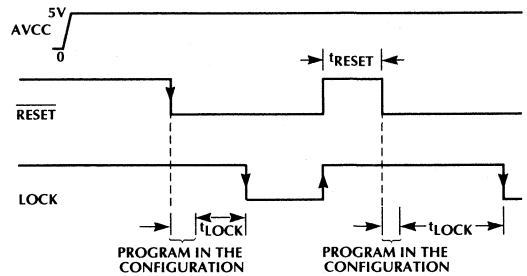 5V
AVCC
0
tRESET
RESET
LOCK
tLOCK
tLOCK
PROGRAM IN THE
CONFIGURATION
PROGRAM IN THE
CONFIGURATION